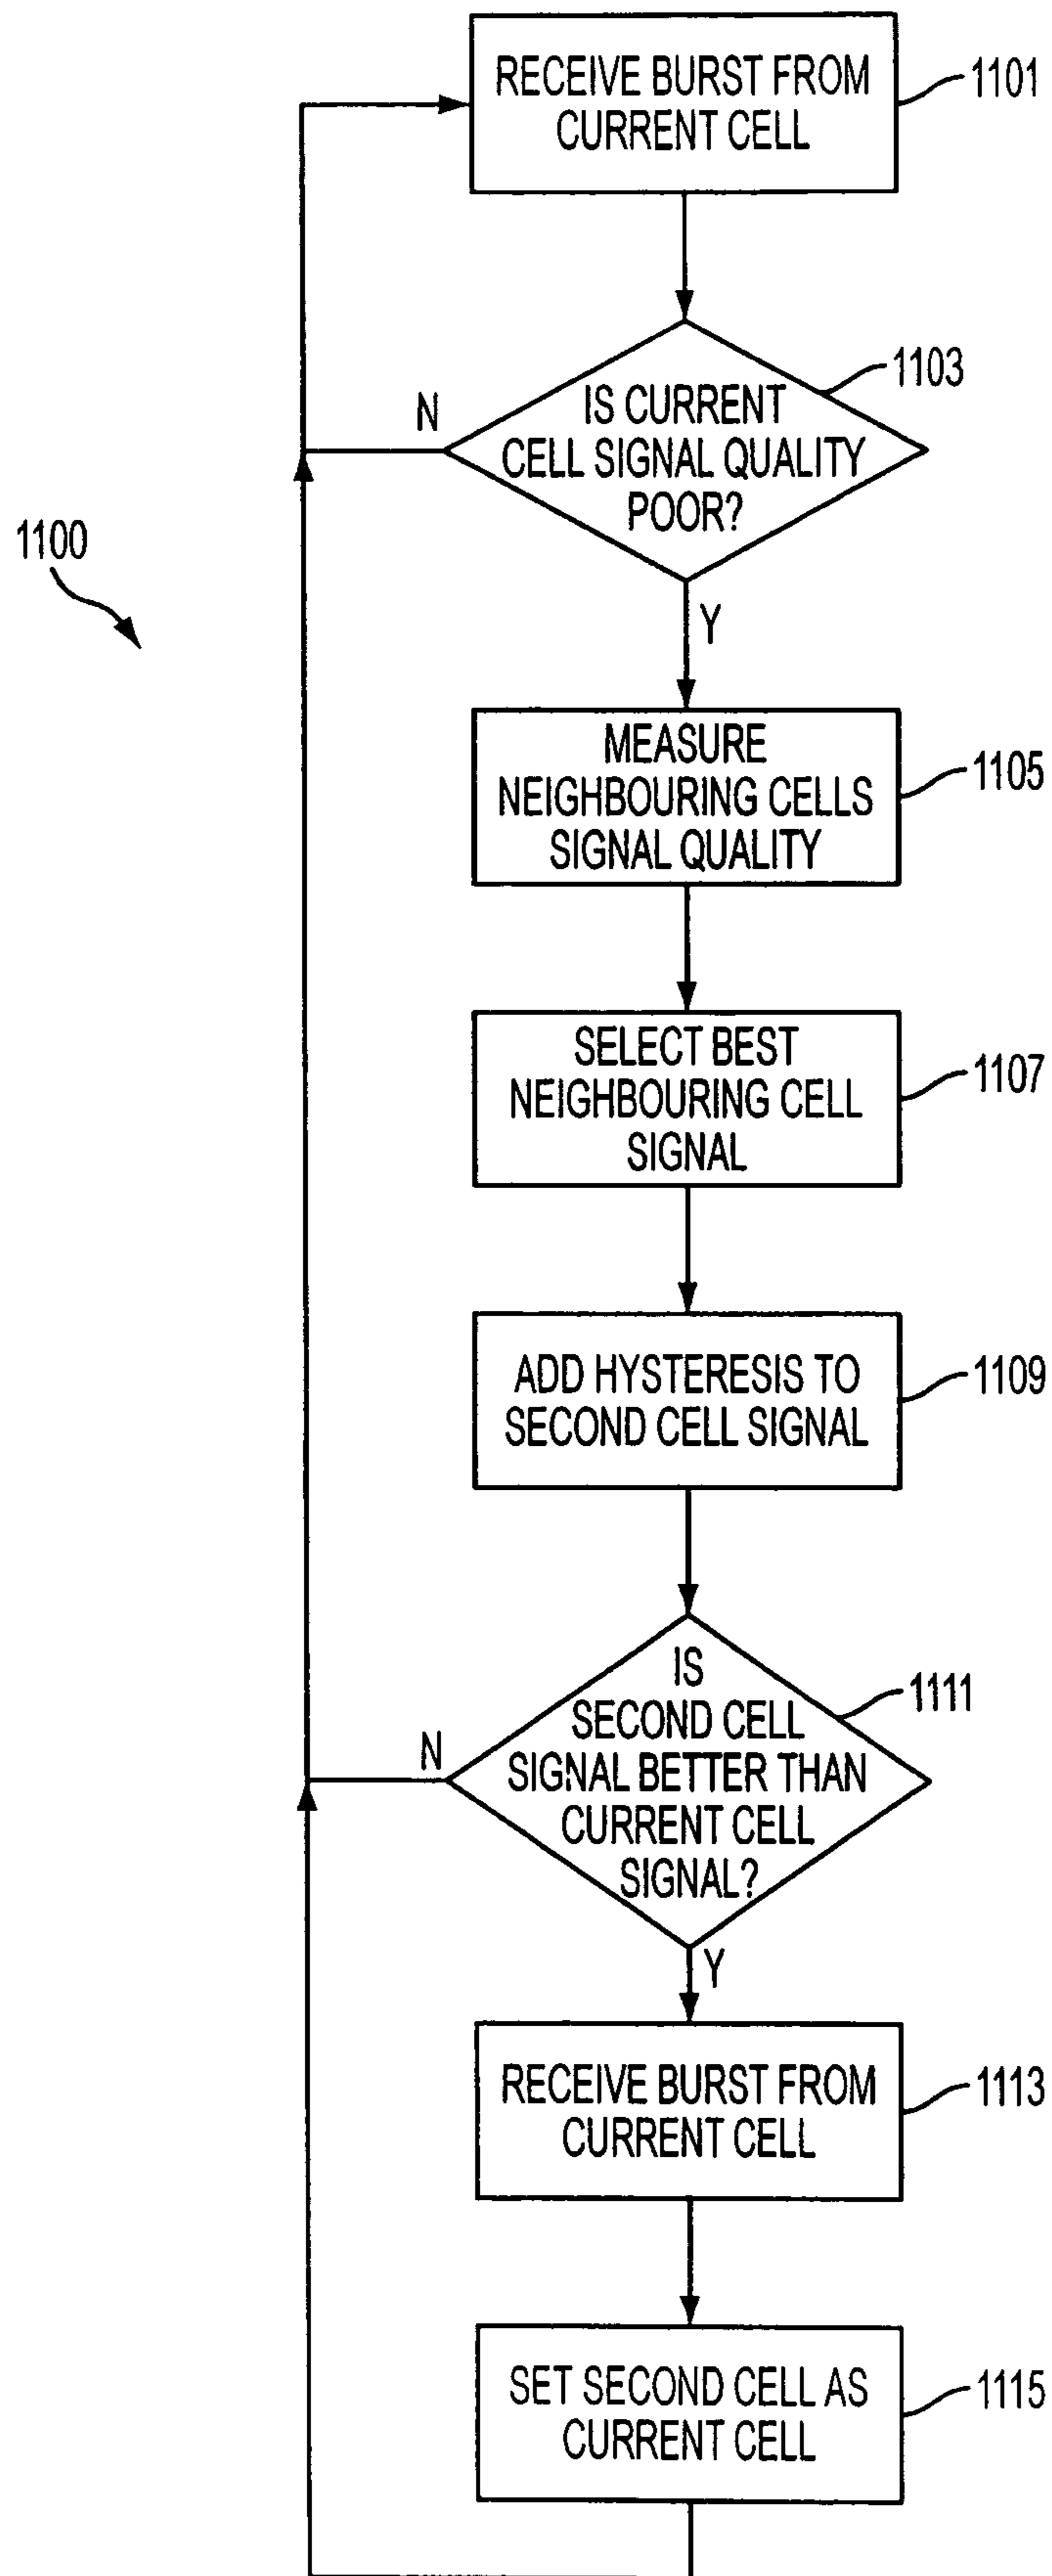 RECEIVE BURST FROM
CURRENT CELL
1101
1103
IS CURRENT
CELL SIGNAL QUALITY
POOR?
N
1100
Y
MEASURE
NEIGHBOURING CELLS
SIGNAL QUALITY
1105
SELECT BEST
NEIGHBOURING CELL
SIGNAL
1107
ADD HYSTERESIS TO
SECOND CELL SIGNAL
1109
IS
SECOND CELL
SIGNAL BETTER THAN
CURRENT CELL
SIGNAL?
1111
N
Y
RECEIVE BURST FROM
CURRENT CELL
1113
SET SECOND CELL AS
CURRENT CELL
1115